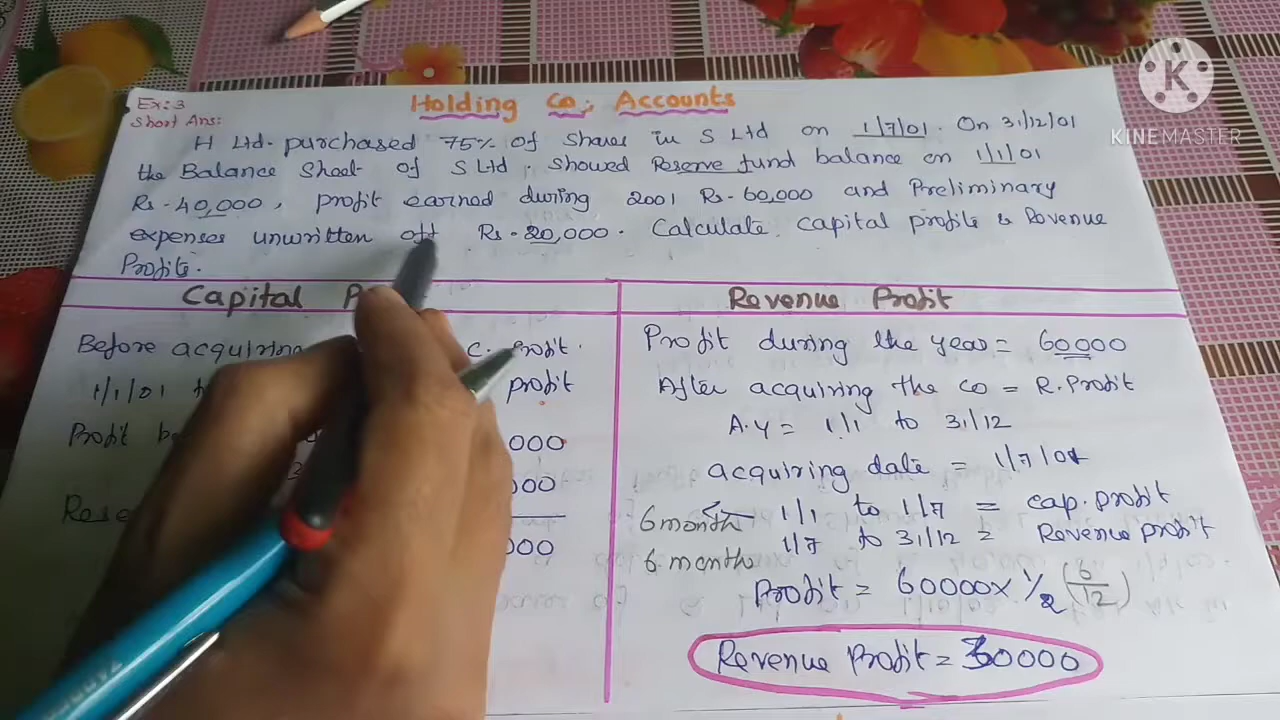 Ex: 3
Short Ans:
Holding Co; Accounts
KINEMASTER
H Ltd. purchased 75% of Shares in S Ltd on 1/7/01. On 31/12/01
the Balance Sheet of S Ltd. Showed Reserve fund balance on 1/1/01
Rs-40,000, profit earned during 2001 Rs-60,000 and Preliminary
expenses unwritten off Rs-20,000. Calculate capital profits & Revenue
Profits.
Capital
Revenue Profit
Before acquiring C. Profit.
1/1/01 profit
Profit 000
000
000
Profit during the year = 60000
After acquiring the co = R. Profit
A.Y = 1/1 to 31/12
acquiring date = 1/7/01
6 month 1/1 to 1/7 = cap. profit
6 months 1/7 to 31/12 = Revenue profit
Profit = 60000 x 1/2 (6/12)
Revenue Profit = 30000